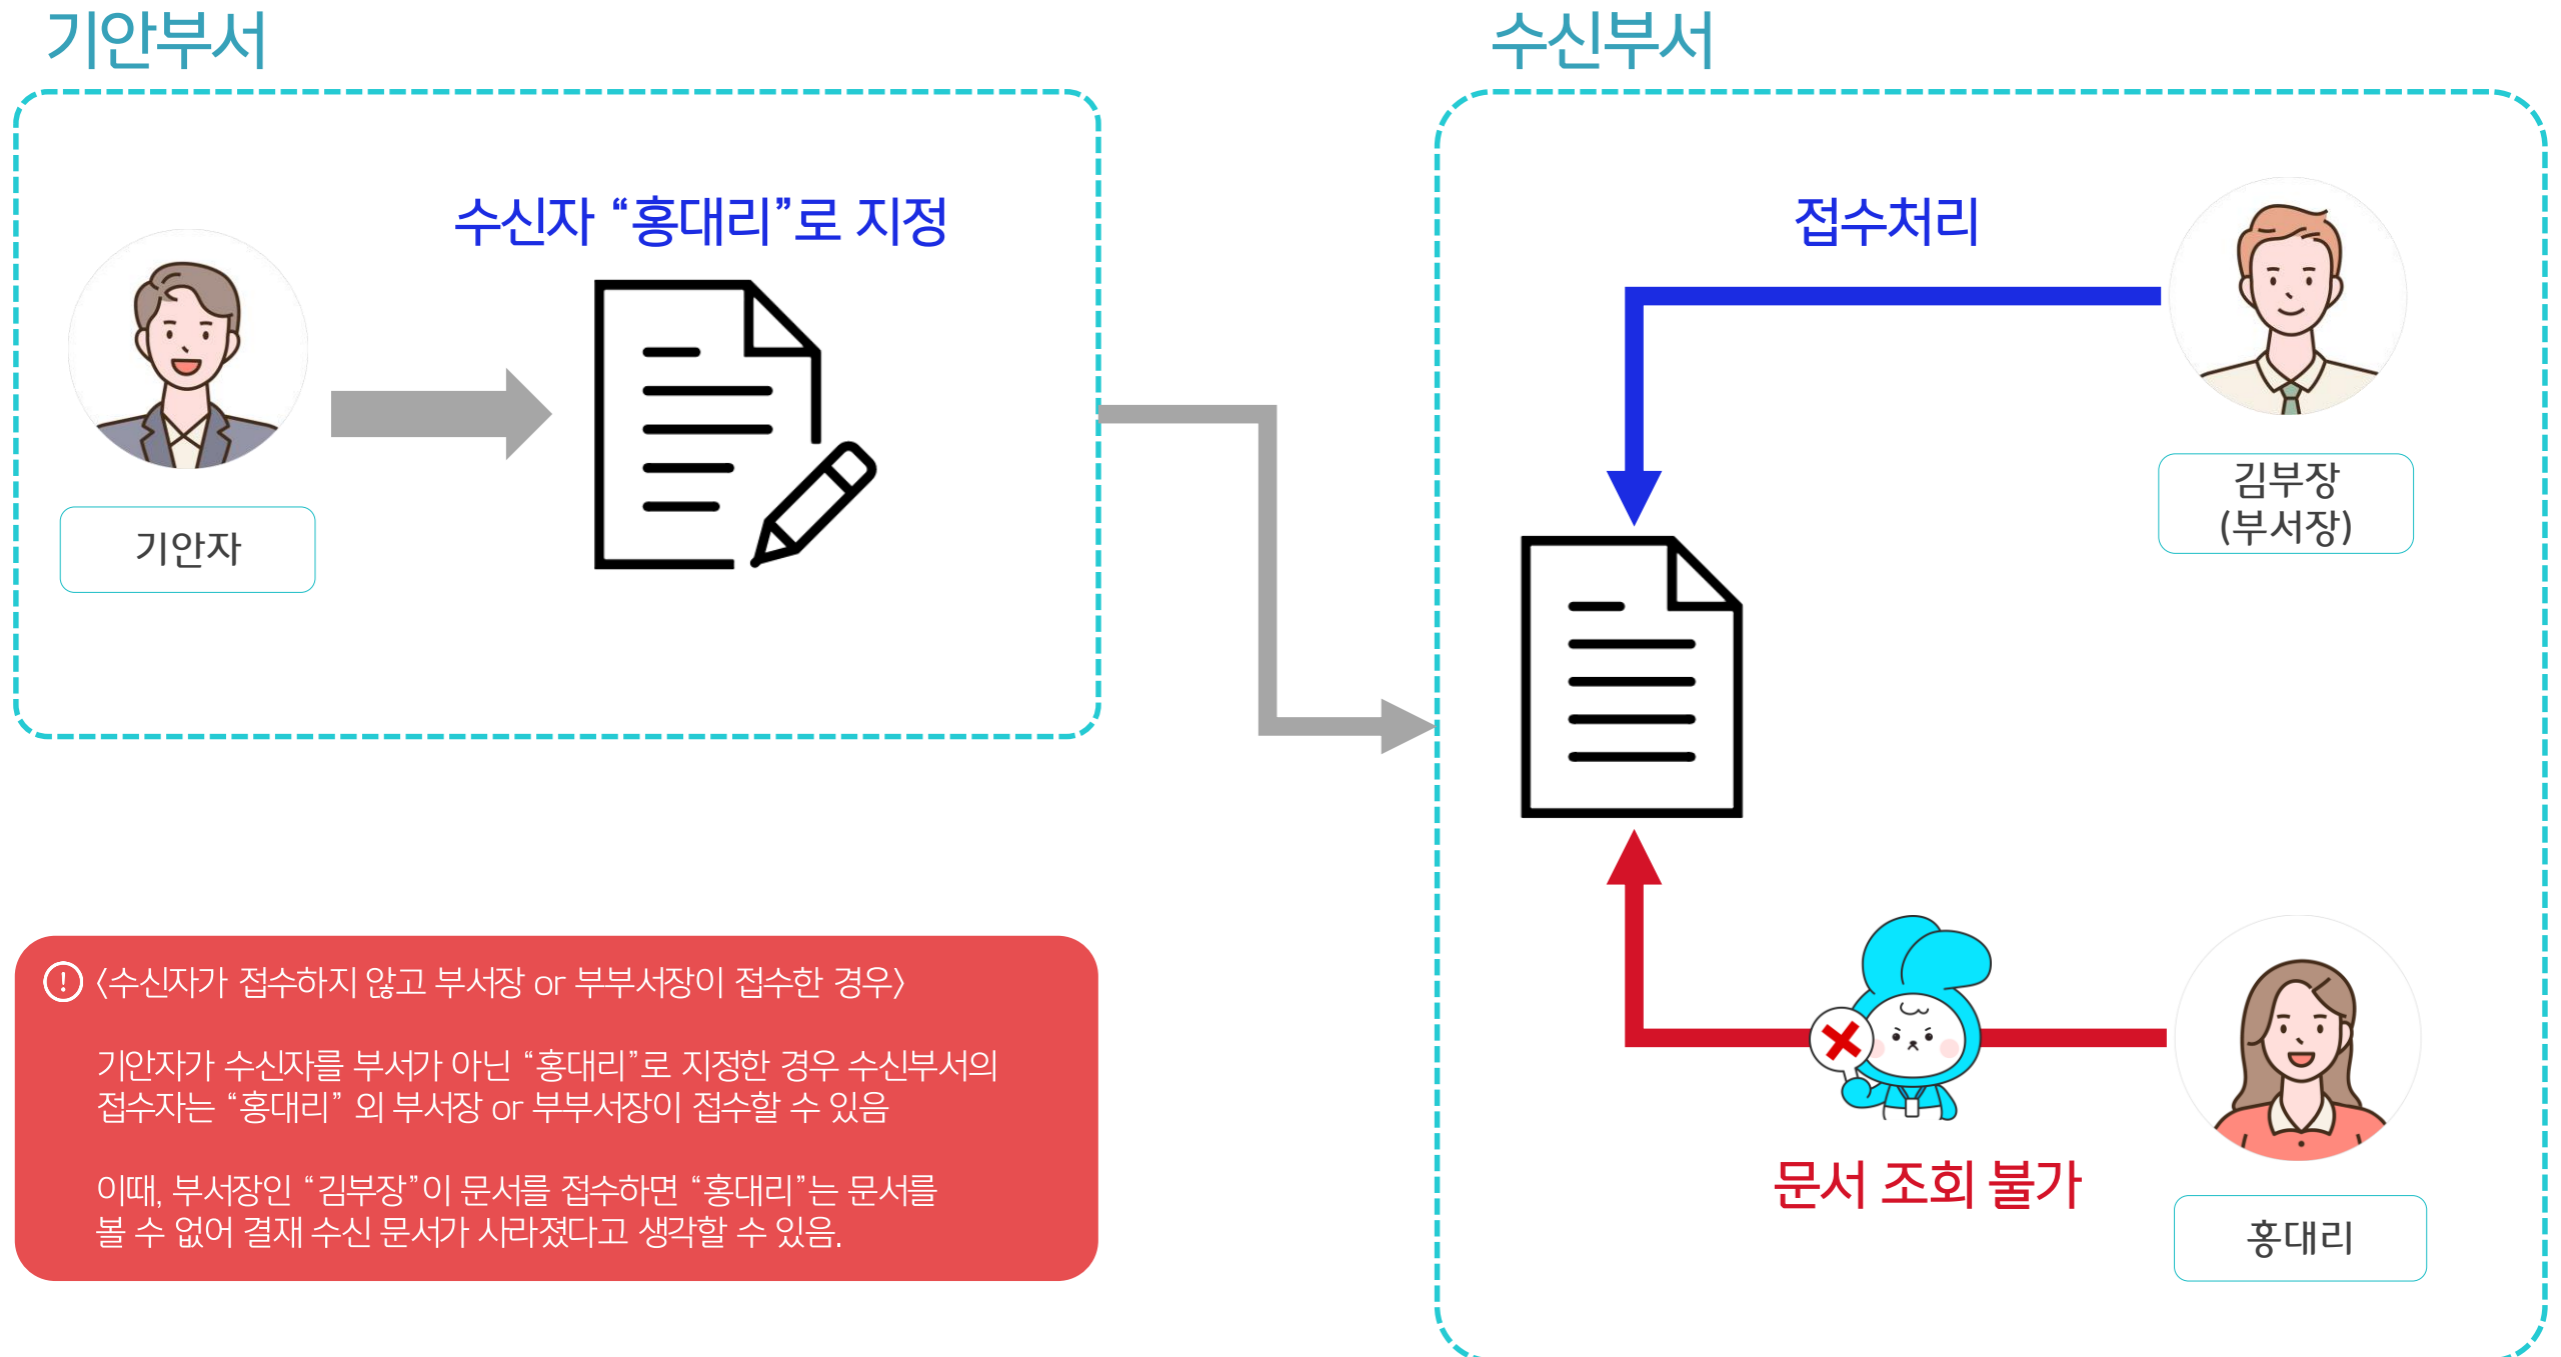 기안부서
수신자 “홍대리”로 지정
기안자
수신부서
접수처리
김부장
(부서장)
문서 조회 불가
홍대리
! <수신자가 접수하지 않고 부서장 or 부부서장이 접수한 경우>
기안자가 수신자를 부서가 아닌 “홍대리”로 지정한 경우 수신부서의
접수자는 “홍대리” 외 부서장 or 부부서장이 접수할 수 있음
이때, 부서장인 “김부장”이 문서를 접수하면 “홍대리”는 문서를
볼 수 없어 결재 수신 문서가 사라졌다고 생각할 수 있음.